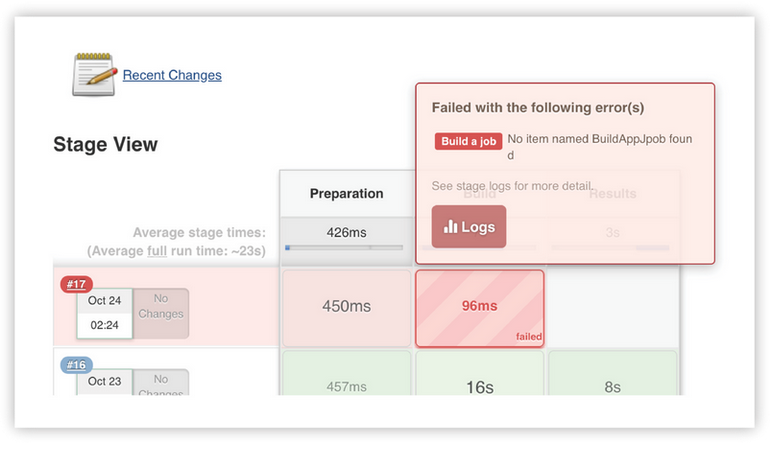 Recent Changes
Failed with the following error(s)
Build a job No item named BuildAppJpob foun
d
See stage logs for more detail.
Logs
Stage View
Preparation Build Results
Average stage times:
(Average full run time: ~23s)
426ms 3s
#17
Oct 24
02:24
No
Changes
450ms
96ms
failed
#16
Oct 23
No
Changes
457ms
16s
8s